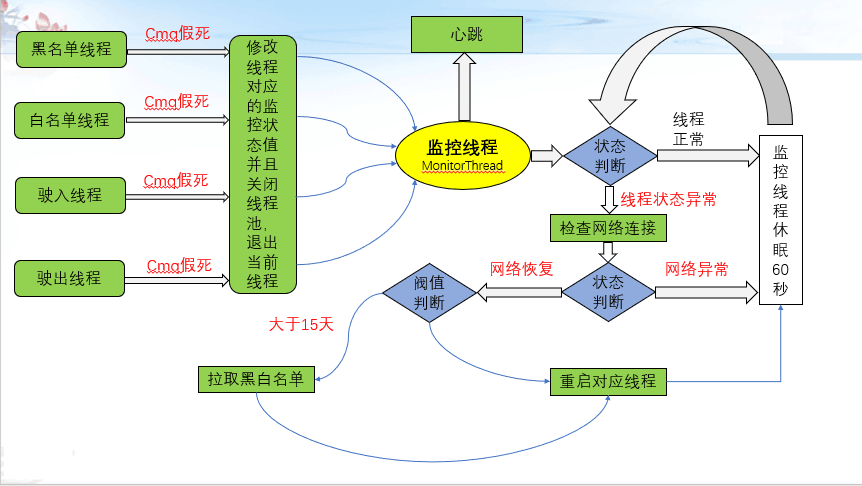 黑名单线程
Cmq假死
白名单线程
Cmq假死
驶入线程
Cmq假死
驶出线程
Cmq假死
修改
线程
对应
的监
控状
态值
并且
关闭
线程
池，
退出
当前
线程
心跳
监控线程
MonitorThread
状态
判断
线程
正常
监
控
线
程
休
眠
60
秒
线程状态异常
检查网络连接
状态
判断
网络恢复
网络异常
阀值
判断
大于15天
拉取黑白名单
重启对应线程